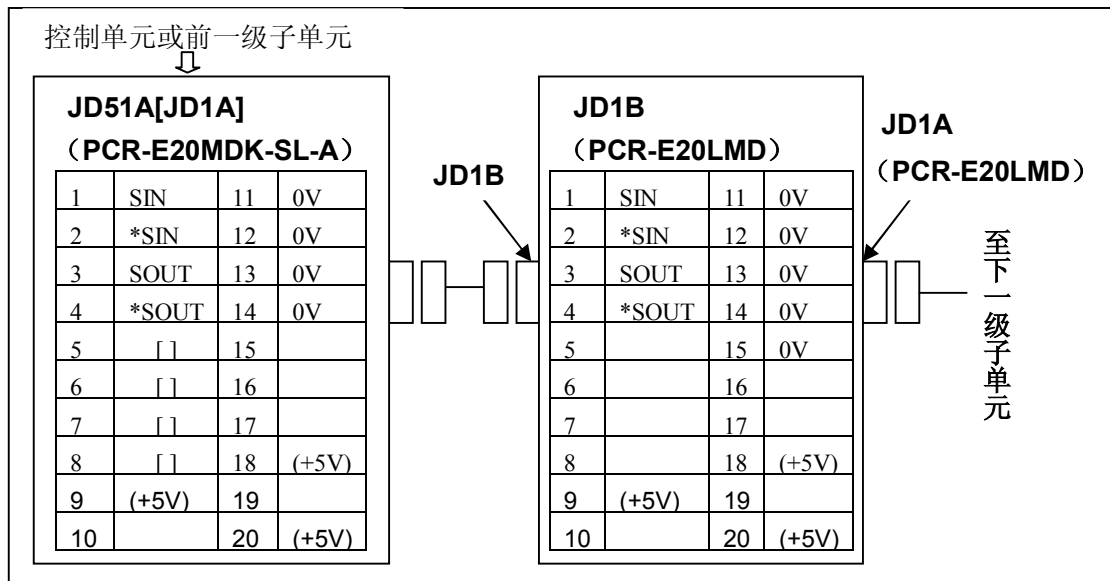 控制单元或前一级子单元
JD51A[JD1A]
（PCR-E20MDK-SL-A）
1 SIN 11 0V
2 *SIN 12 0V
3 SOUT 13 0V
4 *SOUT 14 0V
5 [ ] 15
6 [ ] 16
7 [ ] 17
8 [ ] 18 (+5V)
9 (+5V) 19
10 20 (+5V)
JD1B
JD1B
（PCR-E20LMD）
1 SIN 11 0V
2 *SIN 12 0V
3 SOUT 13 0V
4 *SOUT 14 0V
5 15 0V
6 16
7 17
8 18 (+5V)
9 (+5V) 19
10 20 (+5V)
JD1A
（PCR-E20LMD）
至下一级子单元